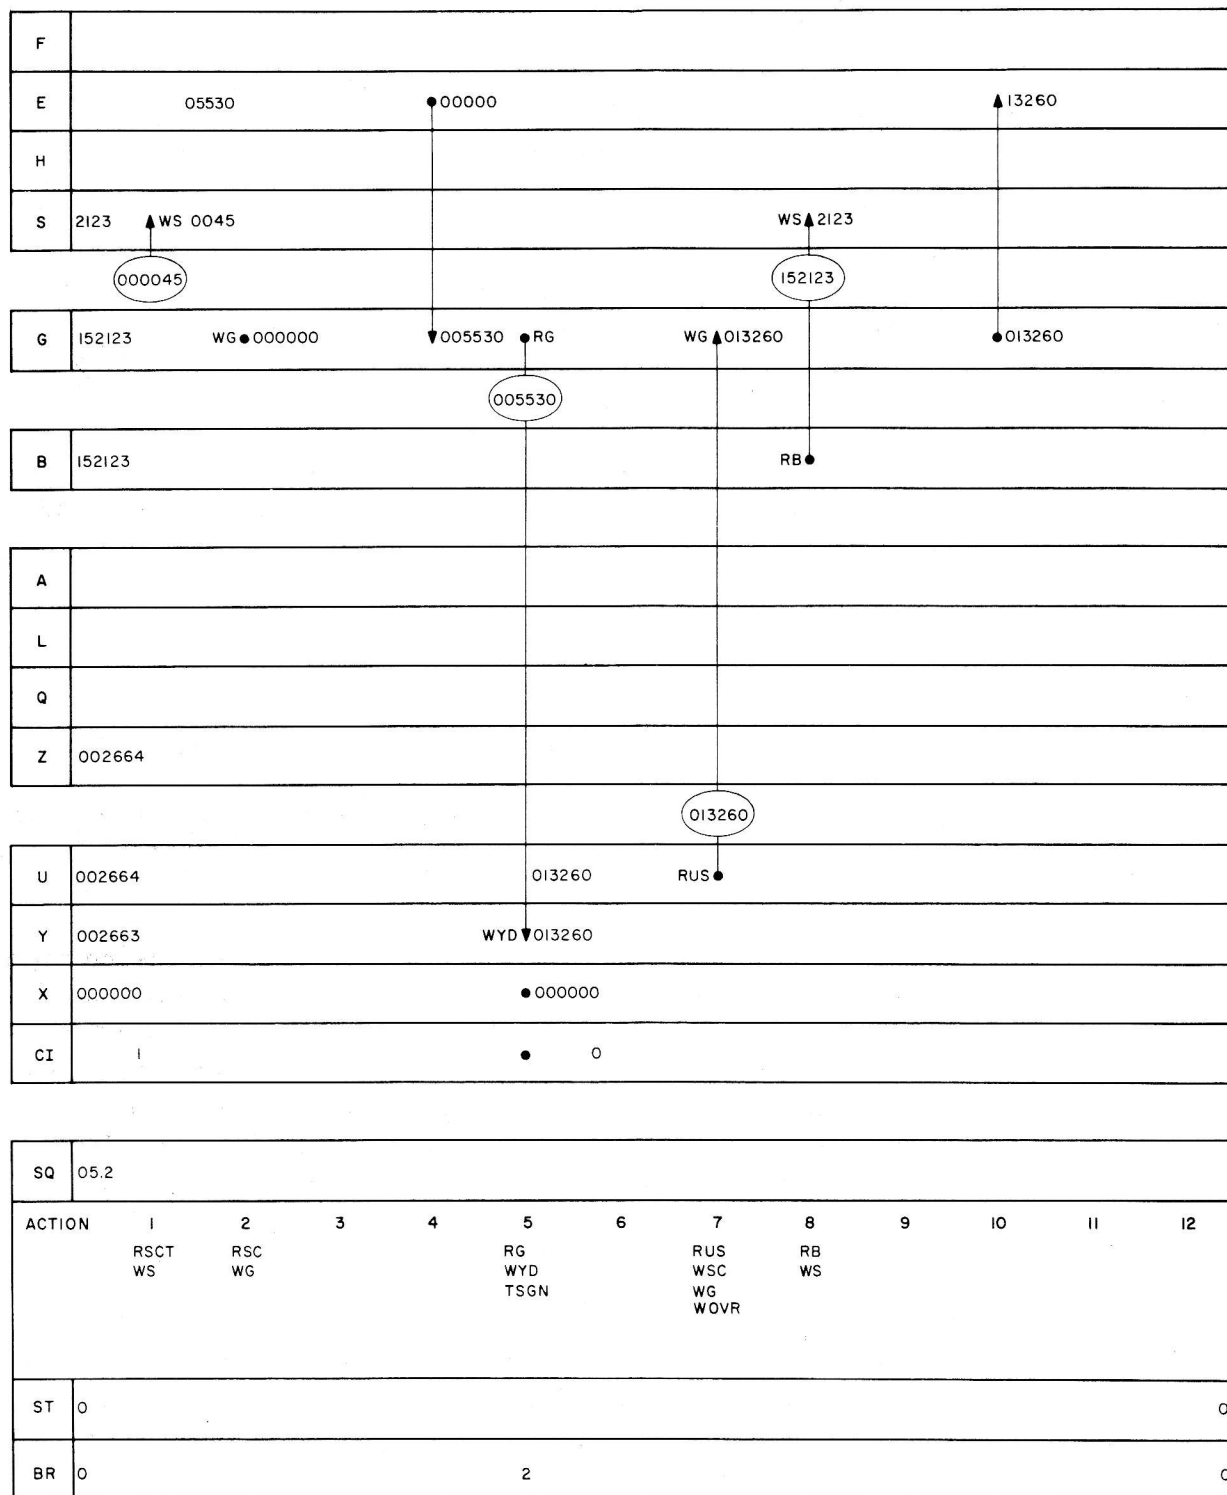 F
E 05530 00000 13260
H
S 2123 WS 0045 WS 2123
000045 152123
G 152123 WG 000000 005530 RG WG 013260 013260
005530
B 152123 RB
A
L
Q
Z 002664
013260
U 002664 013260 RUS
Y 002663 WYD 013260
X 000000 000000
CI 1 0
SQ 05.2
ACTION 1 2 3 4 5 6 7 8 9 10 11 12
RSCT RSC RG RUS RB
WS WG WYD WSC WS
TSGN WG
WOVR
ST 0 0
BR 0 2 0